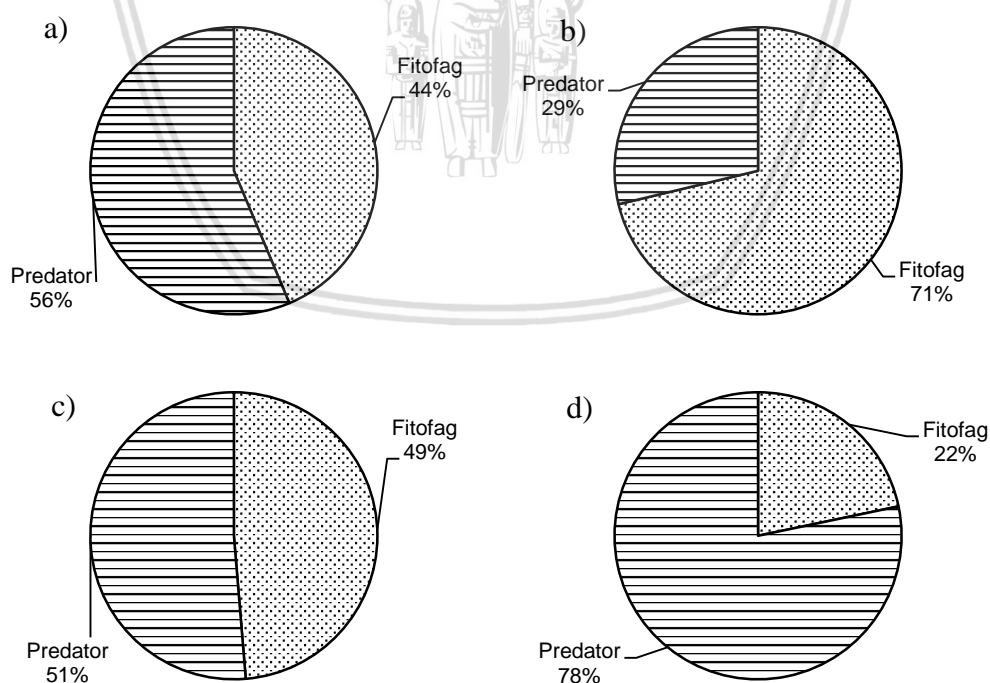 a)
Fitofag
44%
Predator
56%
b)
Predator
29%
Fitofag
71%
c)
Fitofag
49%
Predator
51%
d)
Fitofag
22%
Predator
78%